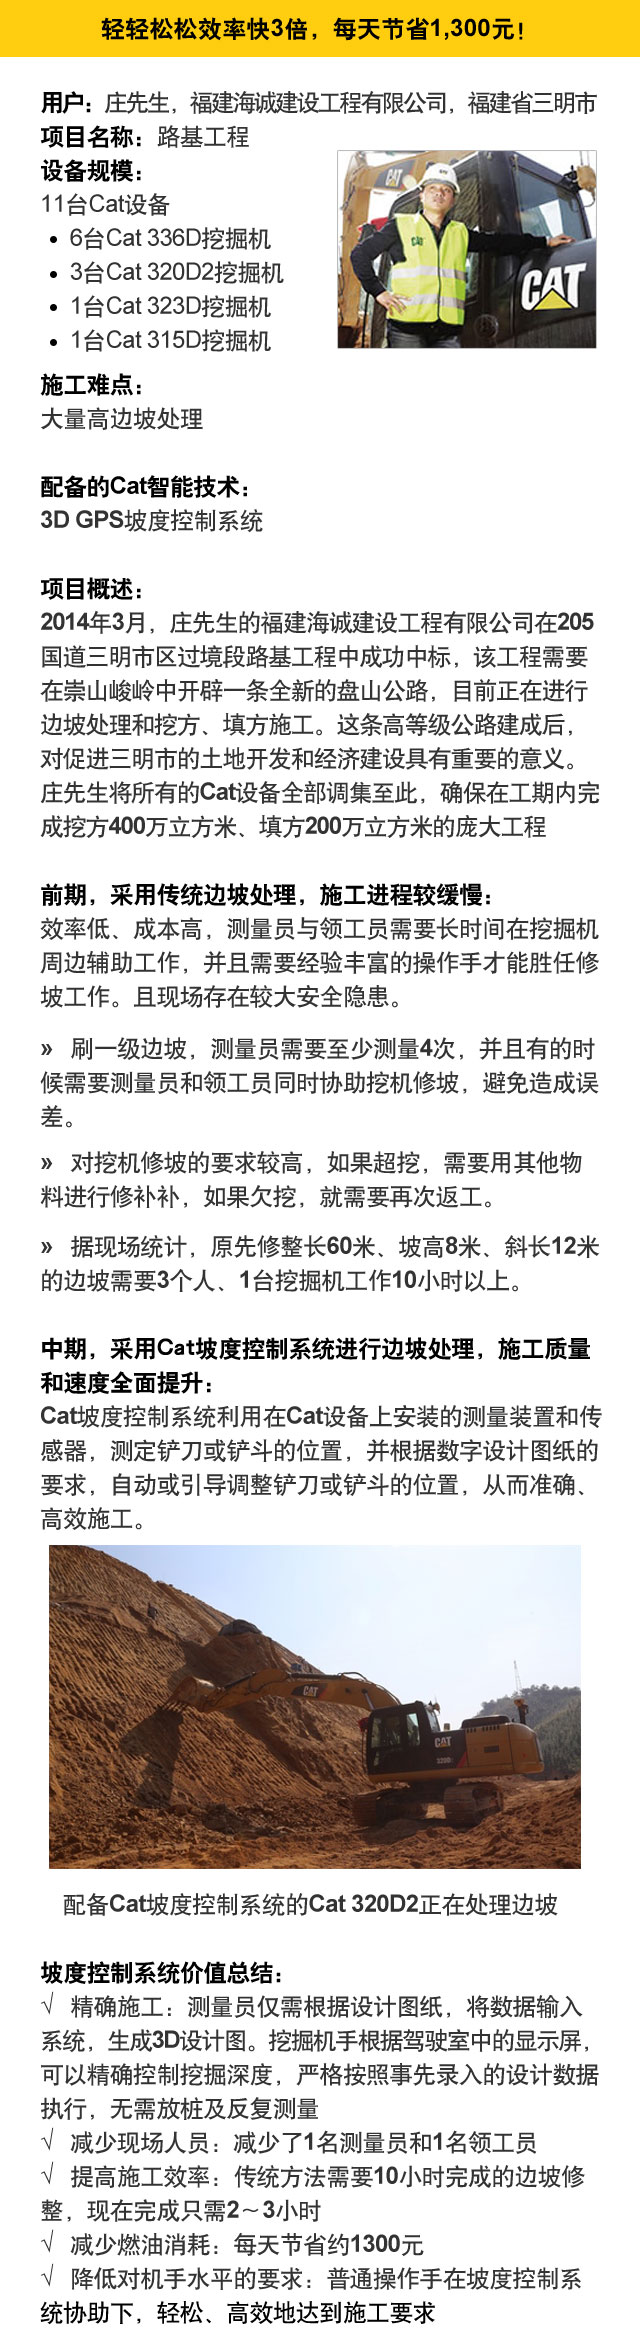 轻轻松松效率快3倍，每天节省1,300元！
用户：庄先生，福建海诚建设工程有限公司，福建省三明市
项目名称：路基工程
设备规模：
11台Cat设备
• 6台Cat 336D挖掘机
• 3台Cat 320D2挖掘机
• 1台Cat 323D挖掘机
• 1台Cat 315D挖掘机
CAT
CAT
CAT
施工难点：
大量高边坡处理
配备的Cat智能技术：
3D GPS坡度控制系统
项目概述：
2014年3月，庄先生的福建海诚建设工程有限公司在205
国道三明市区过境段路基工程中成功中标，该工程需要
在崇山峻岭中开辟一条全新的盘山公路，目前正在进行
边坡处理和挖方、填方施工。这条高等级公路建成后，
对促进三明市的土地开发和经济建设具有重要的意义。
庄先生将所有的Cat设备全部调集至此，确保在工期内完
成挖方400万立方米、填方200万立方米的庞大工程
前期，采用传统边坡处理，施工进程较缓慢：
效率低、成本高，测量员与领工员需要长时间在挖掘机
周边辅助工作，并且需要经验丰富的操作手才能胜任修
坡工作。且现场存在较大安全隐患。
» 刷一级边坡，测量员需要至少测量4次，并且有的时
候需要测量员和领工员同时协助挖机修坡，避免造成误
差。
» 对挖机修坡的要求较高，如果超挖，需要用其他物
料进行修补补，如果欠挖，就需要再次返工。
» 据现场统计，原先修整长60米、坡高8米、斜长12米
的边坡需要3个人、1台挖掘机工作10小时以上。
中期，采用Cat坡度控制系统进行边坡处理，施工质量
和速度全面提升：
Cat坡度控制系统利用在Cat设备上安装的测量装置和传
感器，测定铲刀或铲斗的位置，并根据数字设计图纸的
要求，自动或引导调整铲刀或铲斗的位置，从而准确、
高效施工。
CAT
CAT
320D2
配备Cat坡度控制系统的Cat 320D2正在处理边坡
坡度控制系统价值总结：
√ 精确施工：测量员仅需根据设计图纸，将数据输入
系统，生成3D设计图。挖掘机手根据驾驶室中的显示屏，
可以精确控制挖掘深度，严格按照事先录入的设计数据
执行，无需放桩及反复测量
√ 减少现场人员：减少了1名测量员和1名领工员
√ 提高施工效率：传统方法需要10小时完成的边坡修
整，现在完成只需2～3小时
√ 减少燃油消耗：每天节省约1300元
√ 降低对机手水平的要求：普通操作手在坡度控制系
统协助下，轻松、高效地达到施工要求